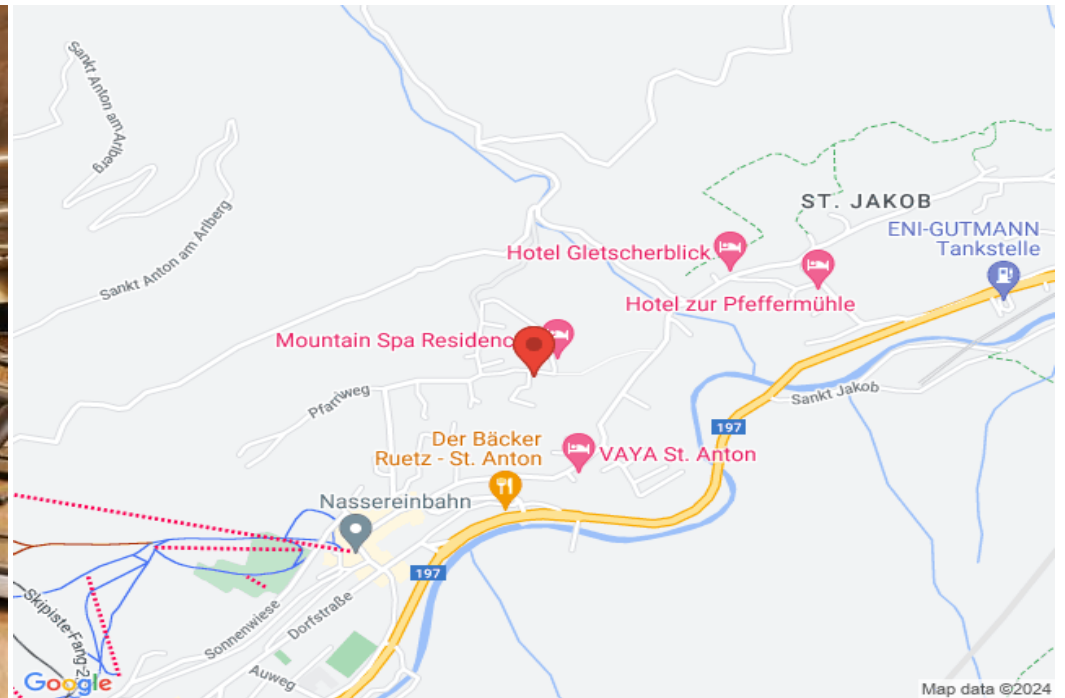 Sankt Anton am Arlberg
Sankt Anton am Arlberg
ST. JAKOB
ENI-GUTMANN
Tankstelle
Hotel Gletscherblick
Hotel zur Pfeffermühle
Mountain Spa Residenc
Pfarrweg
Sankt Jakob
197
Der Bäcker
Ruetz - St. Anton
VAYA St. Anton
Nassereinbahn
197
Skipiste-Fang-2
Sonnenwiese
Dorfstraße
Auweg
Google
Map data ©2024